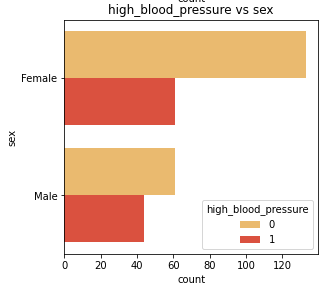 count
high_blood_pressure vs sex
Female
Male
sex
high_blood_pressure
0
1
0 20 40 60 80 100 120
count